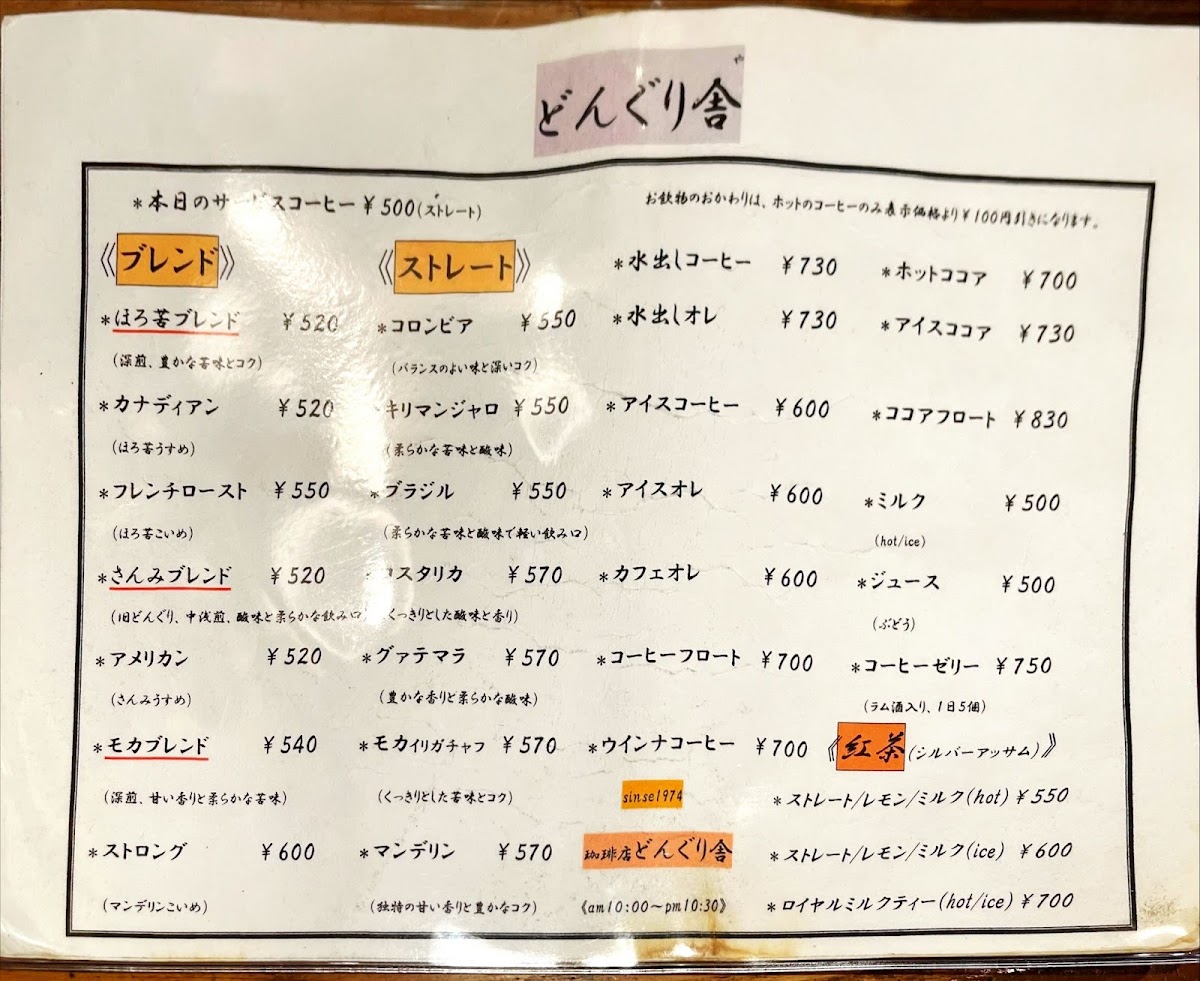 や
どんぐり舎
*本日のサービスコーヒー ¥500(ストレート)
お飲物のおかわりは、ホットのコーヒーのみ表示価格より¥100円引きになります。
《ブレンド》
*ほろ苦ブレンド ¥520
(深煎、豊かな苦味とコク)
*カナディアン ¥520
(ほろ苦うすめ)
*フレンチロースト ¥550
(ほろ苦こいめ)
*さんみブレンド ¥520
(旧どんぐり、中浅煎、酸味と柔らかな飲み口)
*アメリカン ¥520
(さんみうすめ)
*モカブレンド ¥540
(深煎、甘い香りと柔らかな苦味)
*ストロング ¥600
(マンデリンこいめ)
《ストレート》
*コロンビア ¥550
(バランスのよい味と深いコク)
*キリマンジャロ ¥550
(柔らかな苦味と酸味)
*ブラジル ¥550
(柔らかな苦味と酸味で軽い飲み口)
*コスタリカ ¥570
(くっきりとした酸味と香り)
*グァテマラ ¥570
(豊かな香りと柔らかな酸味)
*モカイリガチャフ ¥570
(くっきりとした苦味とコク)
*マンデリン ¥570
(独特の甘い香りと豊かなコク)
*水出しコーヒー ¥730
*水出しオレ ¥730
*アイスコーヒー ¥600
*アイスオレ ¥600
*カフェオレ ¥600
*コーヒーフロート ¥700
*ウインナコーヒー ¥700
sinse1974
珈琲店どんぐり舎
《am10:00～pm10:30》
*ホットココア ¥700
*アイスココア ¥730
*ココアフロート ¥830
*ミルク ¥500
(hot/ice)
*ジュース ¥500
(ぶどう)
*コーヒーゼリー ¥750
(ラム酒入り、1日5個)
《紅茶(シルバーアッサム)》
*ストレート/レモン/ミルク(hot) ¥550
*ストレート/レモン/ミルク(ice) ¥600
*ロイヤルミルクティー(hot/ice) ¥700